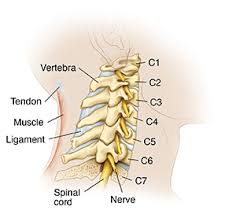 C1
Vertebra
C2
Tendon
C3
Muscle
C4
Ligament
C5
C6
C7
Spinal
cord
Nerve